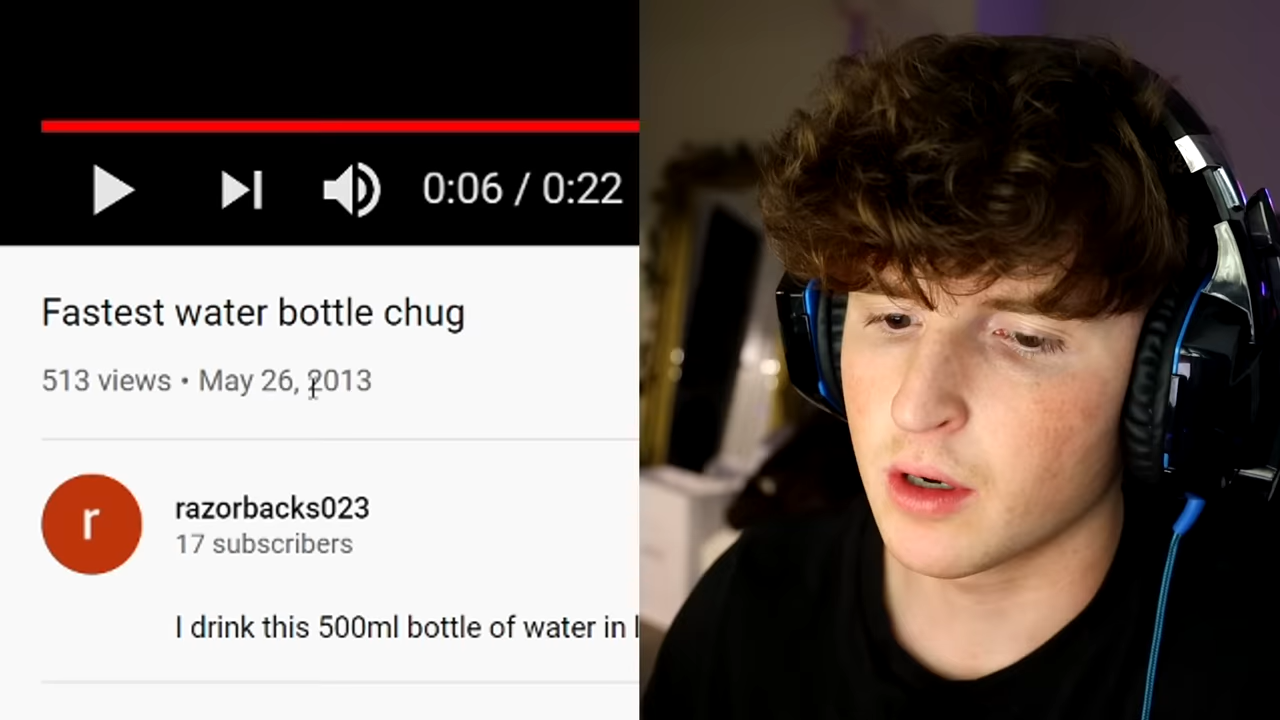 0:06 / 0:22
Fastest water bottle chug
513 views • May 26, 2013
r
razorbacks023
17 subscribers
I drink this 500ml bottle of water in l